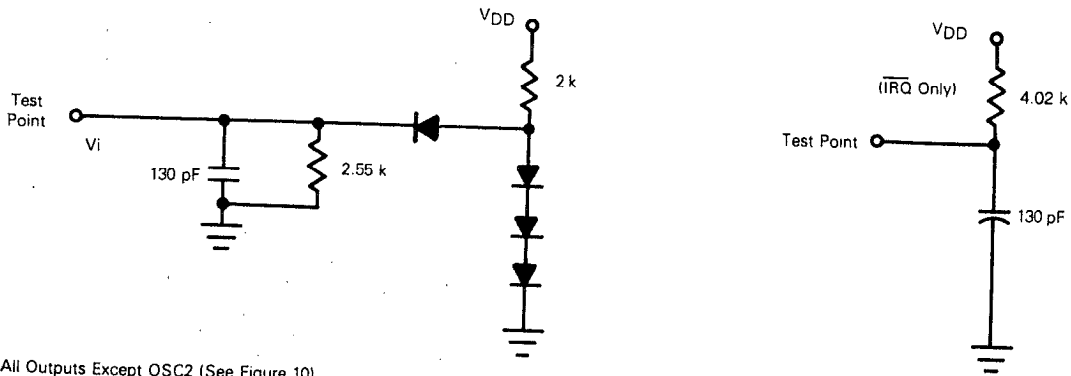 VDD
2 k
Test
Point
Vi
130 pF
2.55 k
All Outputs Except OSC2 (See Figure 10)
VDD
(IRQ Only)
4.02 k
Test Point
130 pF